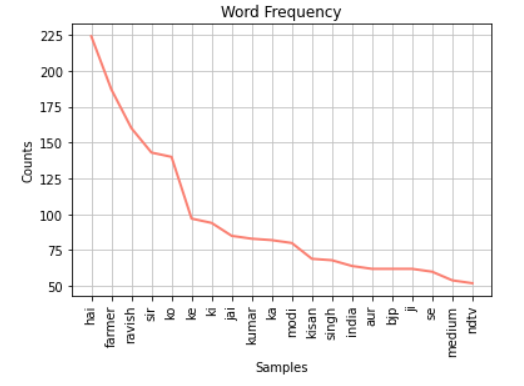 Word Frequency
225
200
175
150
125
100
75
50
Counts
hai
farmer
ravish
sir
ko
ke
ki
jai
kumar
ka
modi
kisan
singh
india
aur
bjp
ji
se
medium
ndtv
Samples